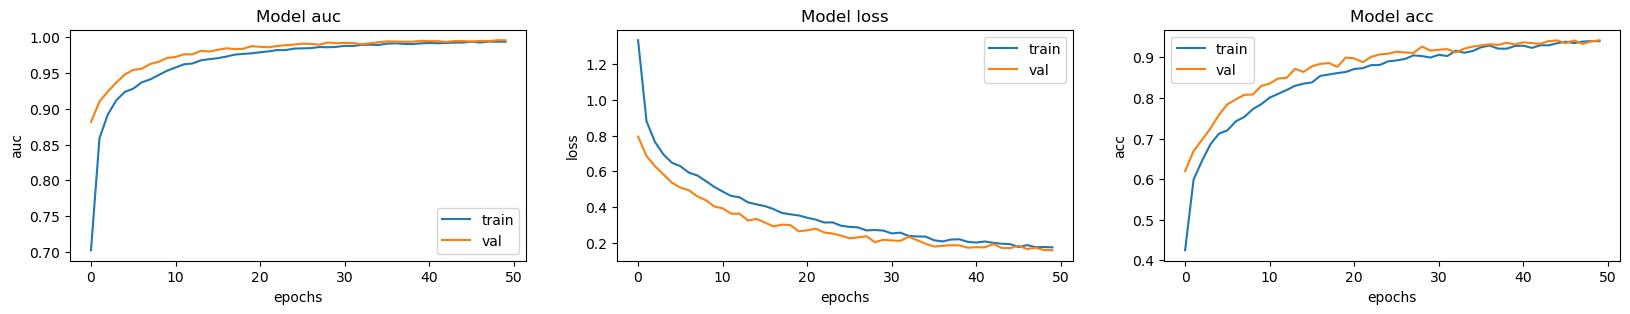 Model auc
1.00
0.95
0.90
0.85
0.80
0.75
0.70
auc
train
val
0 10 20 30 40 50
epochs
Model loss
1.2
1.0
0.8
0.6
0.4
0.2
loss
train
val
0 10 20 30 40 50
epochs
Model acc
0.9
0.8
0.7
0.6
0.5
0.4
acc
train
val
0 10 20 30 40 50
epochs